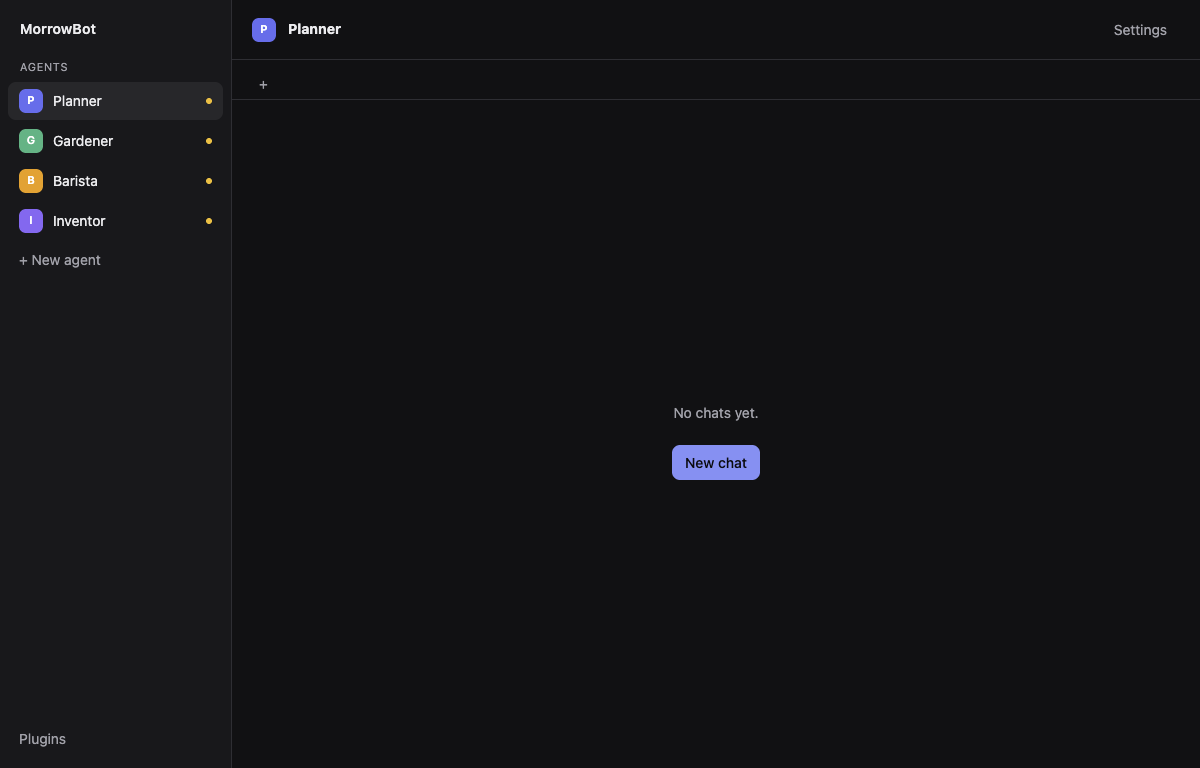 MorrowBot
AGENTS
P Planner
G Gardener
B Barista
I Inventor
+ New agent
Plugins
P Planner
Settings
+
No chats yet.
New chat